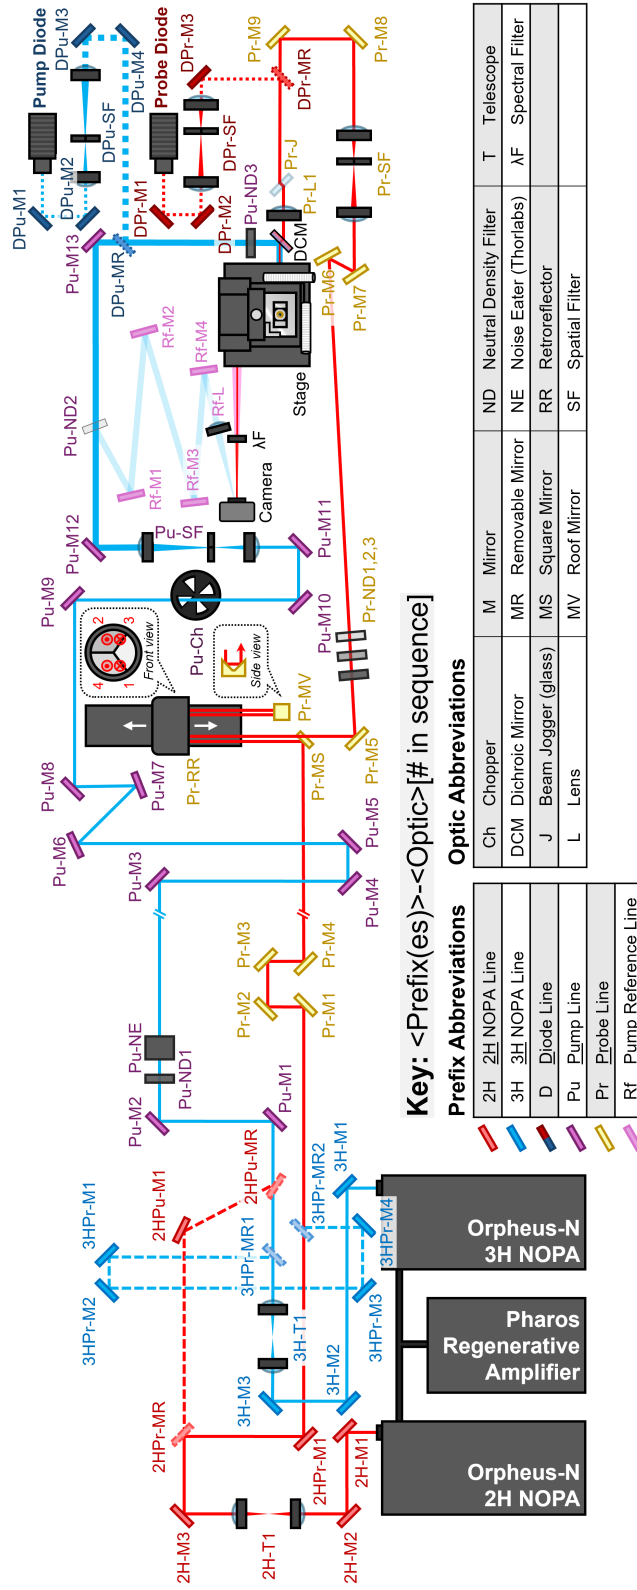 2H-M3
2HPr-MR
2HPu-M1
2HPu-MR
2H-T1
2H-M2
2H-M1
2HPr-M1
3HPr-M2
3HPr-M1
3HPr-MR1
3H-T1
3H-M3
3H-M2
3HPr-MR2
3H-M1
3HPr-M3
3HPr-M4
Orpheus-N
2H NOPA
Pharos
Regenerative
Amplifier
Orpheus-N
3H NOPA
Pu-M1
Pu-M2
Pu-ND1
Pu-NE
Pu-M3
Pu-M4
Pu-M5
Pu-M6
Pu-M7
Pu-M8
Pu-M9
Pr-M1
Pr-M2
Pr-M3
Pr-M4
Pr-MS
Pr-RR
Pr-MV
Pr-M5
4
2
1
3
Front view
Side view
Pu-Ch
Pu-M10
Pu-M11
Pu-SF
Pu-M12
Pr-ND1,2,3
Pu-ND2
Rf-M1
Rf-M2
Rf-M3
Rf-M4
Rf-L
Camera
λF
Stage
Pu-M13
DPu-MR
DPu-M1
DPu-M2
Pump Diode
DPu-SF
DPu-M3
DPu-M4
DPr-M1
DPr-M2
Probe Diode
DPr-SF
DPr-M3
DPr-MR
Pu-ND3
DCM
Pr-L1
Pr-J
Pr-M6
Pr-M7
Pr-SF
Pr-M8
Pr-M9
Key: <Prefix(es)>-<Optic>[# in sequence]
Prefix Abbreviations
2H 2H NOPA Line
3H 3H NOPA Line
D Diode Line
Pu Pump Line
Pr Probe Line
Rf Pump Reference Line
Optic Abbreviations
Ch Chopper M Mirror ND Neutral Density Filter T Telescope
DCM Dichroic Mirror MR Removable Mirror NE Noise Eater (Thorlabs) λF Spectral Filter
J Beam Jogger (glass) MS Square Mirror RR Retroreflector
L Lens MV Roof Mirror SF Spatial Filter